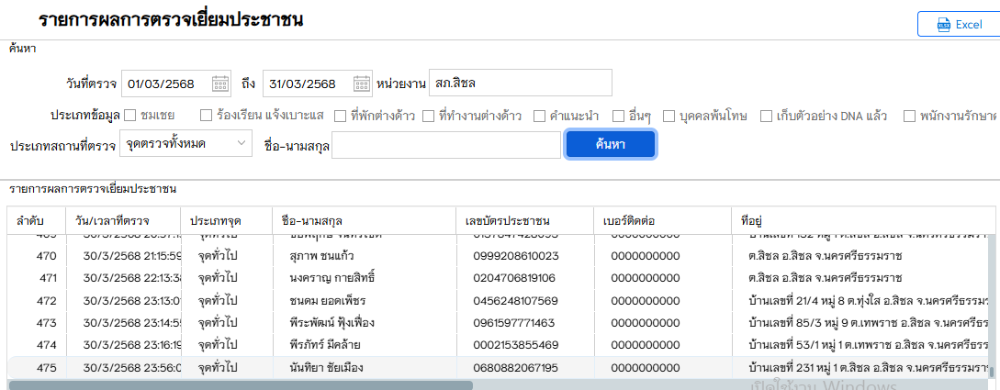 รายการผลการตรวจเยี่ยมประชาชน
Excel
ค้นหา
วันที่ตรวจ 01/03/2568 ถึง 31/03/2568 หน่วยงาน สภ.สิชล
ประเภทข้อมูล ชมเชย ร้องเรียน แจ้งเบาะแส ที่พักต่างด้าว ที่ทำงานต่างด้าว คำแนะนำ อื่นๆ บุคคลพ้นโทษ เก็บตัวอย่าง DNA แล้ว พนักงานรักษา
ประเภทสถานที่ตรวจ จุดตรวจทั้งหมด ชื่อ-นามสกุล ค้นหา
รายการผลการตรวจเยี่ยมประชาชน
ลำดับ วัน/เวลาที่ตรวจ ประเภทจุด ชื่อ-นามสกุล เลขบัตรประชาชน เบอร์ติดต่อ ที่อยู่
470 30/3/2568 21:15:59 จุดทั่วไป สุภาพ ชนแก้ว 0999208610023 0000000000 ต.สิชล อ.สิชล จ.นครศรีธรรมราช
471 30/3/2568 22:13:38 จุดทั่วไป นงคราญ กายสิทธิ์ 0204706819106 0000000000 ต.สิชล อ.สิชล จ.นครศรีธรรมราช
472 30/3/2568 23:13:01 จุดทั่วไป ชนดม ยอดเพ็ชร 0456248107569 0000000000 บ้านเลขที่ 21/4 หมู่ 8 ต.ทุ่งใส อ.สิชล จ.นครศรีธรรม
473 30/3/2568 23:14:55 จุดทั่วไป พีระพัฒน์ ฟุ้งเฟื่อง 0961597771463 0000000000 บ้านเลขที่ 85/3 หมู่ 9 ต.เทพราช อ.สิชล จ.นครศรี
474 30/3/2568 23:16:19 จุดทั่วไป พีรภัทร์ มีคล้าย 0002153855469 0000000000 บ้านเลขที่ 53/1 หมู่ 1 ต.เทพราช อ.สิชล จ.นครศรี
475 30/3/2568 23:56:0 จุดทั่วไป นันทิยา ชัยเมือง 0680882067195 0000000000 บ้านเลขที่ 231 หมู่ 1 ต.สิชล อ.สิชล จ.นครศรีธรรมรา
เปิดใช้งาน Windows